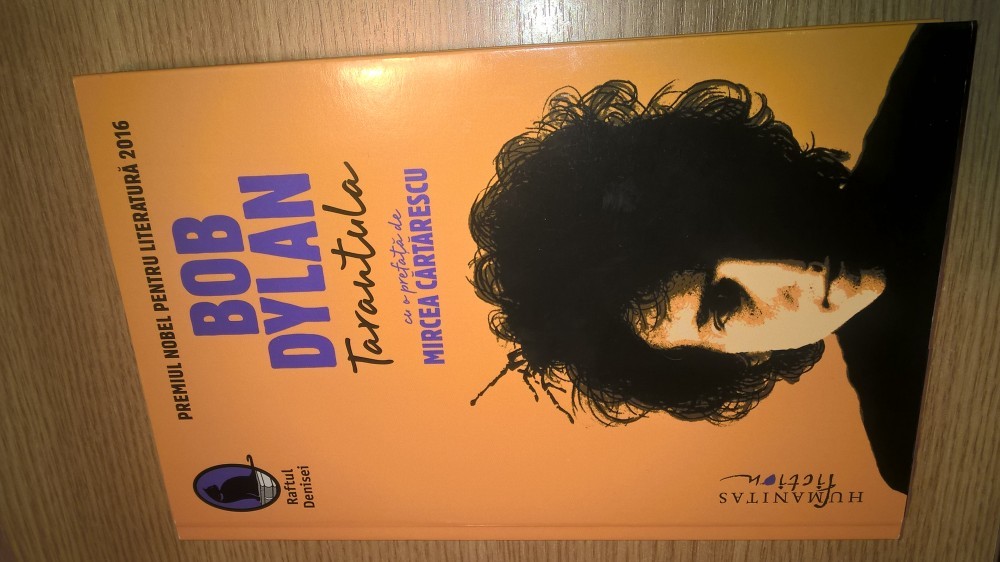 PREMIUL NOBEL PENTRU LITERATURĂ 2016
BOB
DYLAN
Tarantula
cu o prefață de
MIRCEA CĂRTĂRESCU
Raftul
Denisei
HUMANITAS
fiction